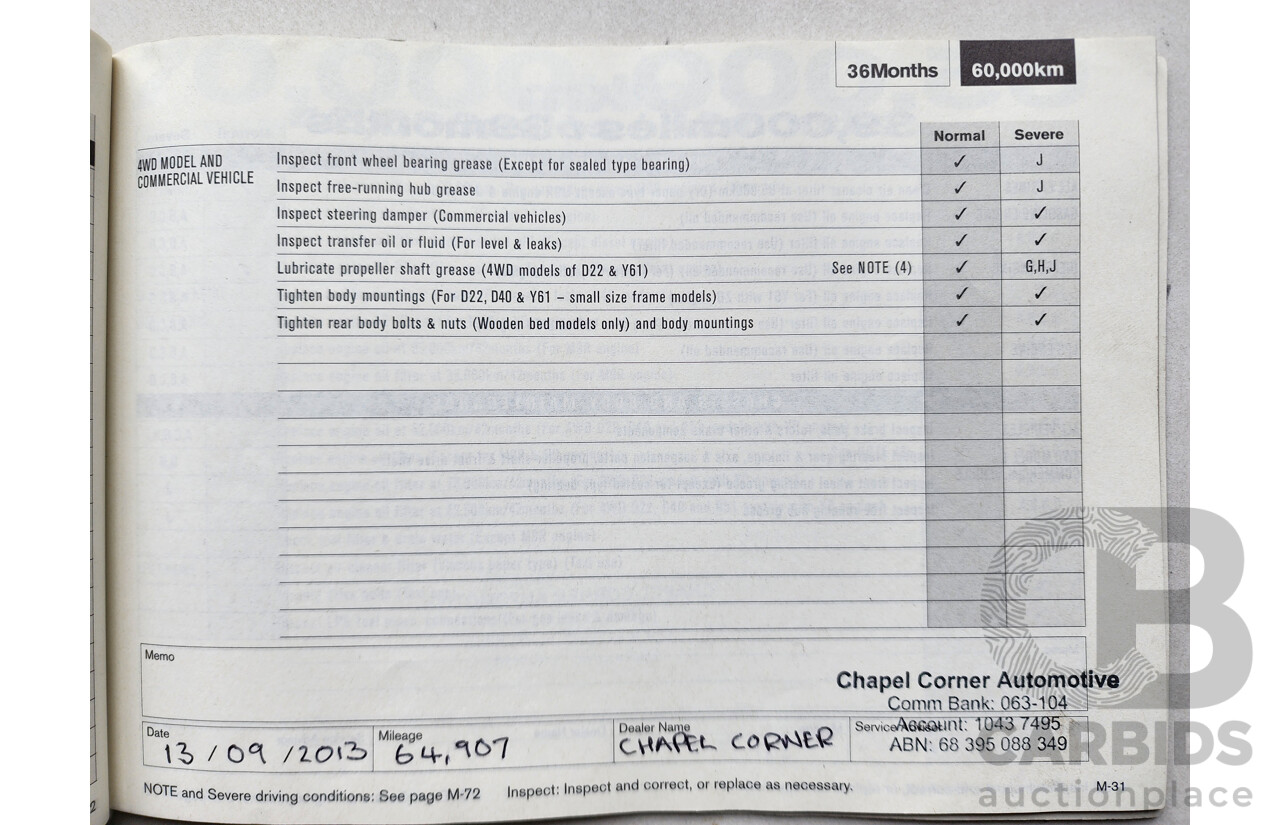 36Months 60,000km
Normal Severe
4WD MODEL AND
COMMERCIAL VEHICLE
Inspect front wheel bearing grease (Except for sealed type bearing) ✓ J
Inspect free-running hub grease ✓ J
Inspect steering damper (Commercial vehicles) ✓ ✓
Inspect transfer oil or fluid (For level & leaks) ✓ ✓
Lubricate propeller shaft grease (4WD models of D22 & Y61) See NOTE (4) ✓ G,H,J
Tighten body mountings (For D22, D40 & Y61 – small size frame models) ✓ ✓
Tighten rear body bolts & nuts (Wooden bed models only) and body mountings ✓ ✓
Memo
Chapel Corner Automotive
Comm Bank: 063-104
Account: 1043 7495
ABN: 68 395 088 349
Date 13/09/2013
Mileage 64,907
Dealer Name CHAPEL CORNER
Service
NOTE and Severe driving conditions: See page M-72 Inspect: Inspect and correct, or replace as necessary.
M-31
CARBIDS
auctionplace